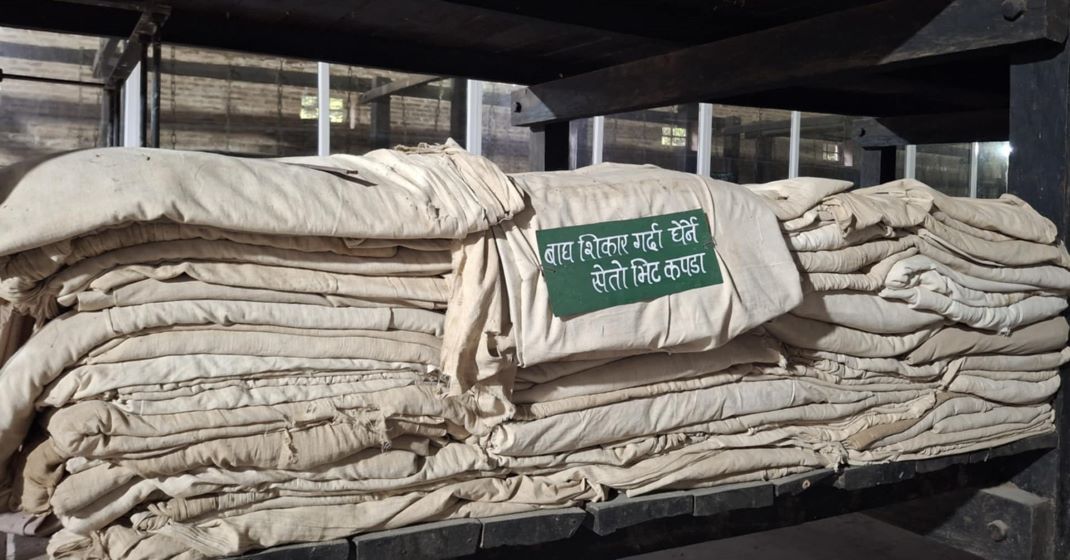 बाघ शिकार गर्दा घेर्ने
सेतो भिट कपडा